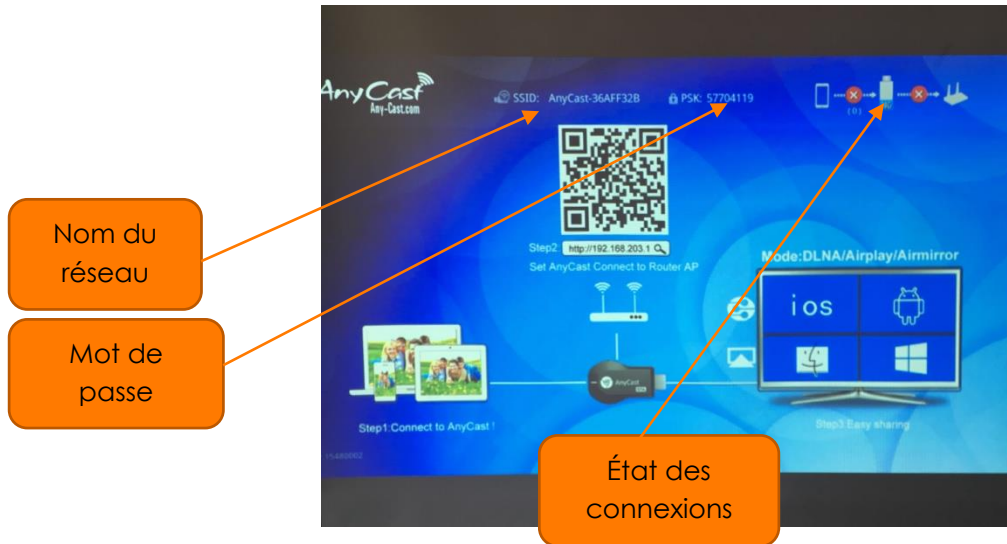 AnyCast
Any-Cast.com
SSID: AnyCast-36AFF32B
PSK: 57704119
(0)
Step2: http://192.168.203.1
Set AnyCast Connect to Router AP
Mode:DLNA/Airplay/Airmirror
ios
Nom du
réseau
Mot de
passe
AnyCast
Step1:Connect to AnyCast !
Step3:Easy sharing
État des
connexions